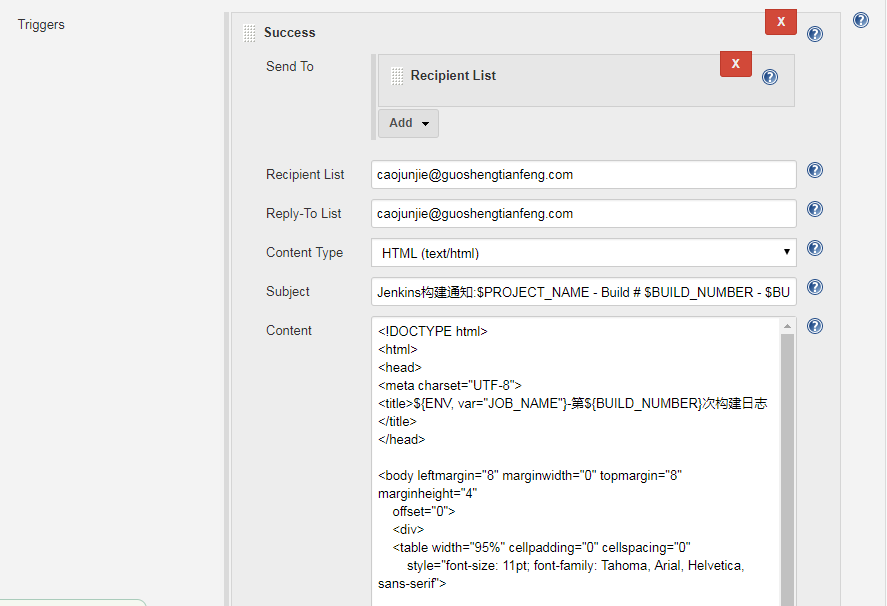 Triggers
X
Success
Send To
X
Recipient List
Add
Recipient List
caojunjie@guoshengtianfeng.com
Reply-To List
caojunjie@guoshengtianfeng.com
Content Type
HTML (text/html)
Subject
Jenkins构建通知:$PROJECT_NAME - Build # $BUILD_NUMBER - $BU
Content
<!DOCTYPE html>
<html>
<head>
<meta charset="UTF-8">
<title>${ENV, var="JOB_NAME"}-第${BUILD_NUMBER}次构建日志
</title>
</head>
<body leftmargin="8" marginwidth="0" topmargin="8"
marginheight="4"
offset="0">
<div>
<table width="95%" cellpadding="0" cellspacing="0"
style="font-size: 11pt; font-family: Tahoma, Arial, Helvetica,
sans-serif">